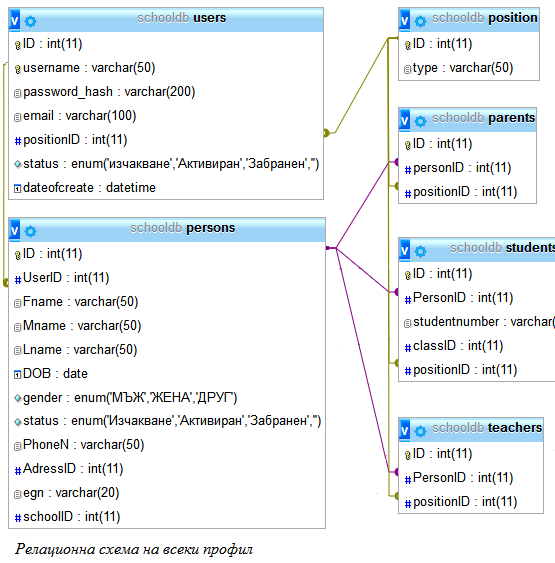 schooldb users
ID : int(11)
username : varchar(50)
password_hash : varchar(200)
email : varchar(100)
positionID : int(11)
status : enum('изчакване','Активиран','Забранен','')
dateofcreate : datetime
schooldb persons
ID : int(11)
UserID : int(11)
Fname : varchar(50)
Mname : varchar(50)
Lname : varchar(50)
DOB : date
gender : enum('МЪЖ','ЖЕНА','ДРУГ')
status : enum('Изчакване','Активиран','Забранен','')
PhoneN : varchar(50)
AdressID : int(11)
egn : varchar(20)
schoolID : int(11)
schooldb position
ID : int(11)
type : varchar(50)
schooldb parents
ID : int(11)
personID : int(11)
positionID : int(11)
schooldb students
ID : int(11)
PersonID : int(11)
studentnumber : varchar(
classID : int(11)
positionID : int(11)
schooldb teachers
ID : int(11)
PersonID : int(11)
positionID : int(11)
Релационна схема на всеки профил